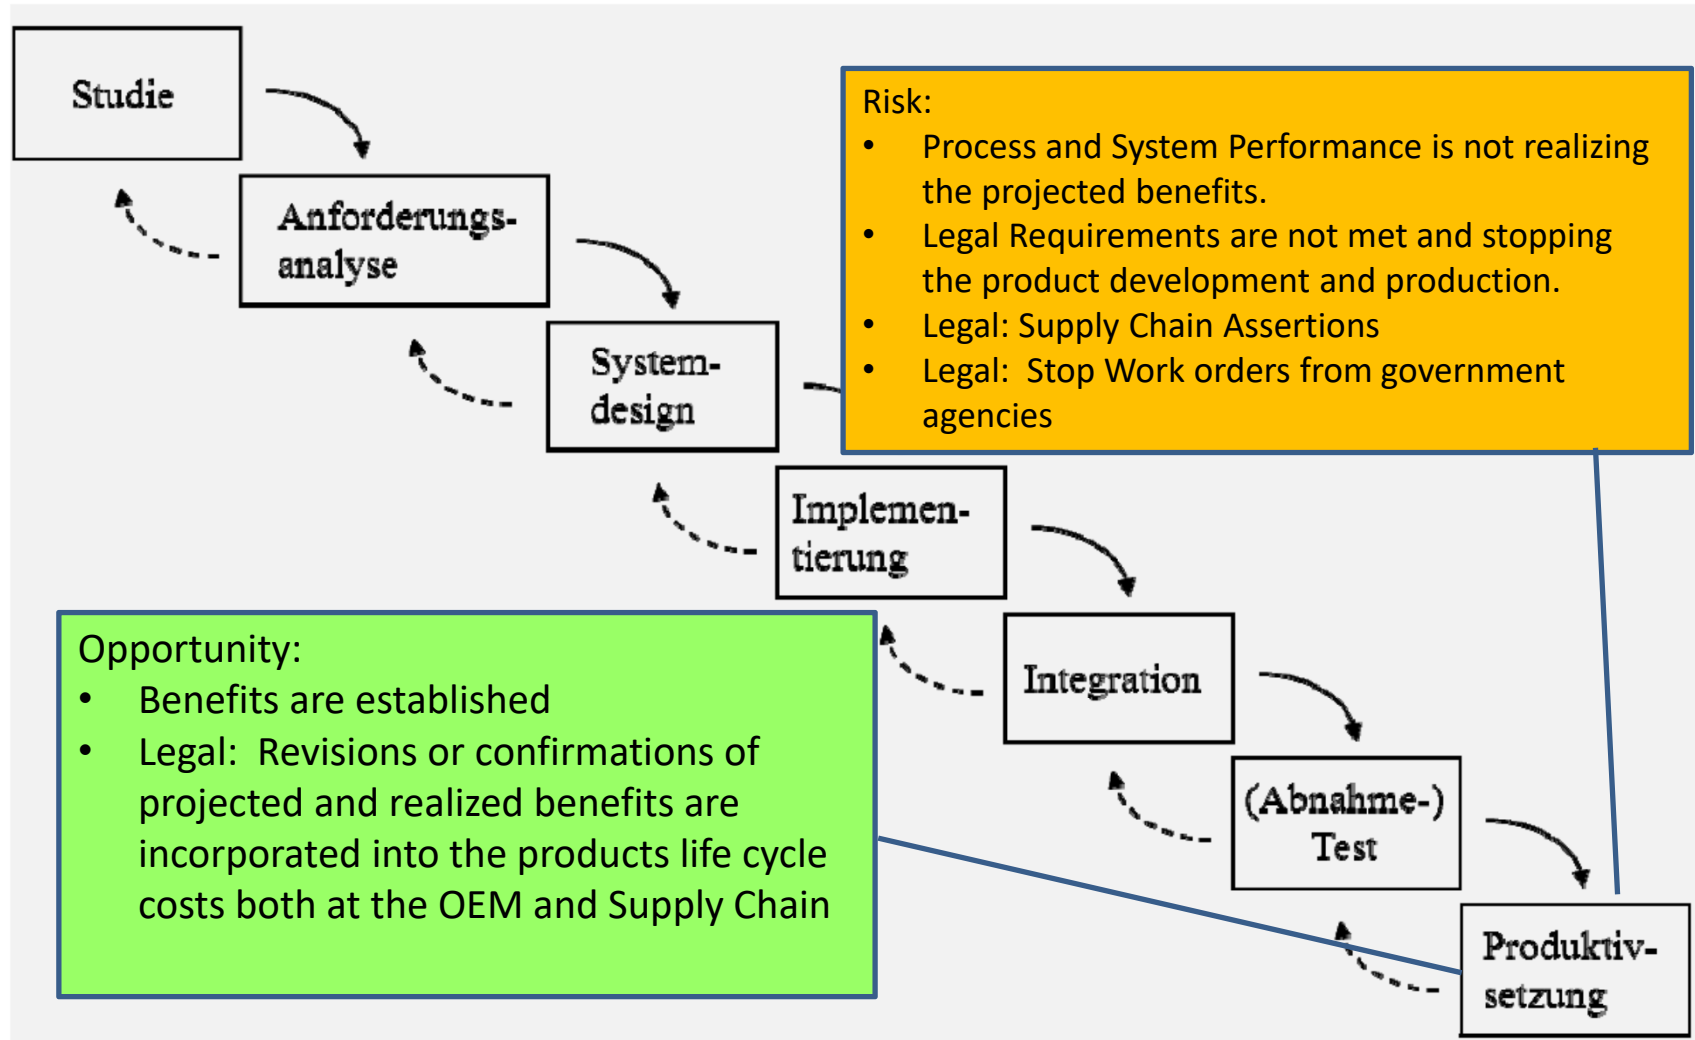 Studie
Anforderungs-
analyse
System-
design
Risk:
• Process and System Performance is not realizing
the projected benefits.
• Legal Requirements are not met and stopping
the product development and production.
• Legal: Supply Chain Assertions
• Legal:  Stop Work orders from government
agencies
Implemen-
tierung
Opportunity:
• Benefits are established
• Legal:  Revisions or confirmations of
projected and realized benefits are
incorporated into the products life cycle
costs both at the OEM and Supply Chain
Integration
(Abnahme-)
Test
Produktiv-
setzung